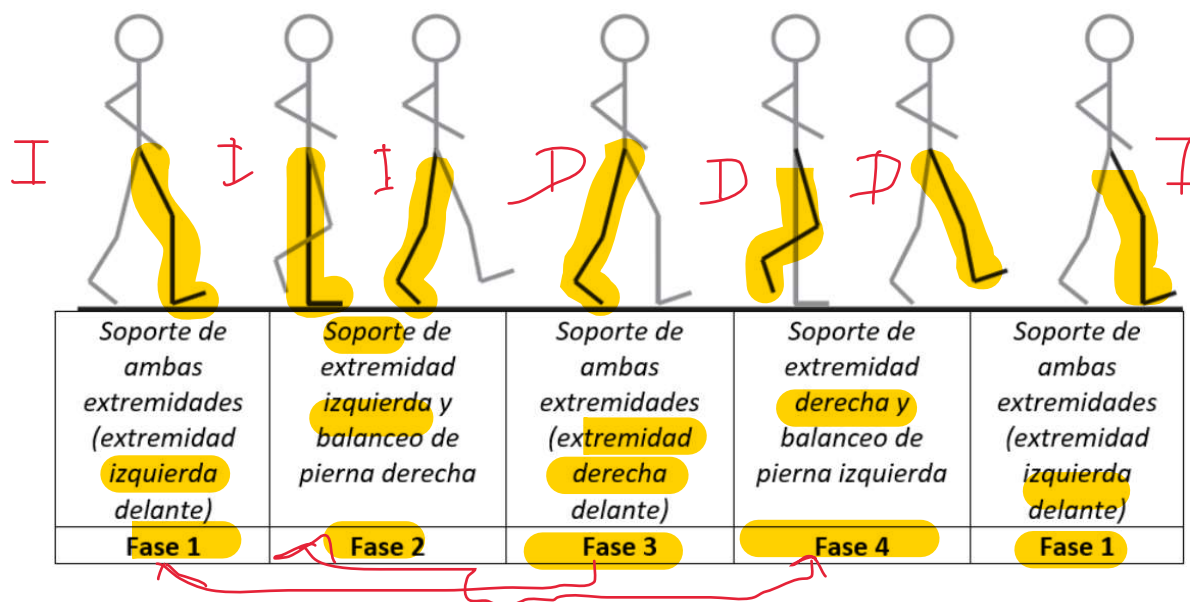 I
I
I
D
D
D
I
Soporte de
ambas
extremidades
(extremidad
izquierda
delante)
Soporte de
extremidad
izquierda y
balanceo de
pierna derecha
Soporte de
ambas
extremidades
(extremidad
derecha
delante)
Soporte de
extremidad
derecha y
balanceo de
pierna izquierda
Soporte de
ambas
extremidades
(extremidad
izquierda
delante)
Fase 1
Fase 2
Fase 3
Fase 4
Fase 1